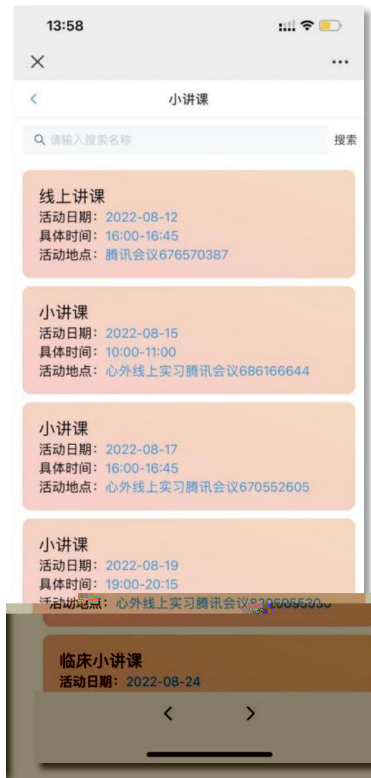 13:58
小讲课
请输入搜索名称
搜索
线上讲课
活动日期：2022-08-12
具体时间：16:00-16:45
活动地点：腾讯会议676570387
小讲课
活动日期：2022-08-15
具体时间：10:00-11:00
活动地点：心外线上实习腾讯会议686166644
小讲课
活动日期：2022-08-17
具体时间：16:00-16:45
活动地点：心外线上实习腾讯会议670552605
小讲课
活动日期：2022-08-19
具体时间：19:00-20:15
活动地点：心外线上实习腾讯会议
临床小讲课
活动日期：2022-08-24